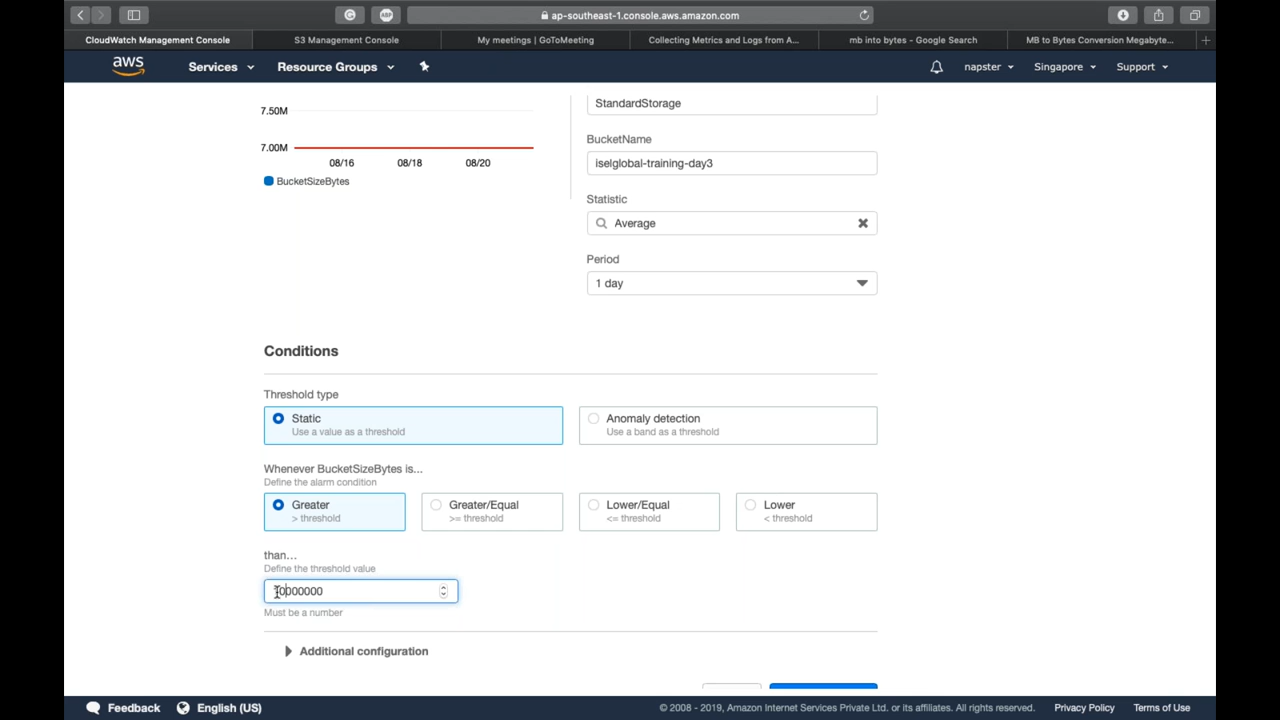 ap-southeast-1.console.aws.amazon.com
CloudWatch Management Console
S3 Management Console
My meetings | GoToMeeting
Collecting Metrics and Logs from A...
mb into bytes - Google Search
MB to Bytes Conversion Megabyte...
aws
Services
Resource Groups
napster
Singapore
Support
7.50M
7.00M
08/16
08/18
08/20
BucketSizeBytes
StandardStorage
BucketName
iselglobal-training-day3
Statistic
Average
Period
1 day
Conditions
Threshold type
Static
Use a value as a threshold
Anomaly detection
Use a band as a threshold
Whenever BucketSizeBytes is...
Define the alarm condition
Greater
> threshold
Greater/Equal
>= threshold
Lower/Equal
<= threshold
Lower
< threshold
than...
Define the threshold value
Must be a number
Additional configuration
Feedback
English (US)
© 2008 - 2019, Amazon Internet Services Private Ltd. or its affiliates. All rights reserved.
Privacy Policy
Terms of Use